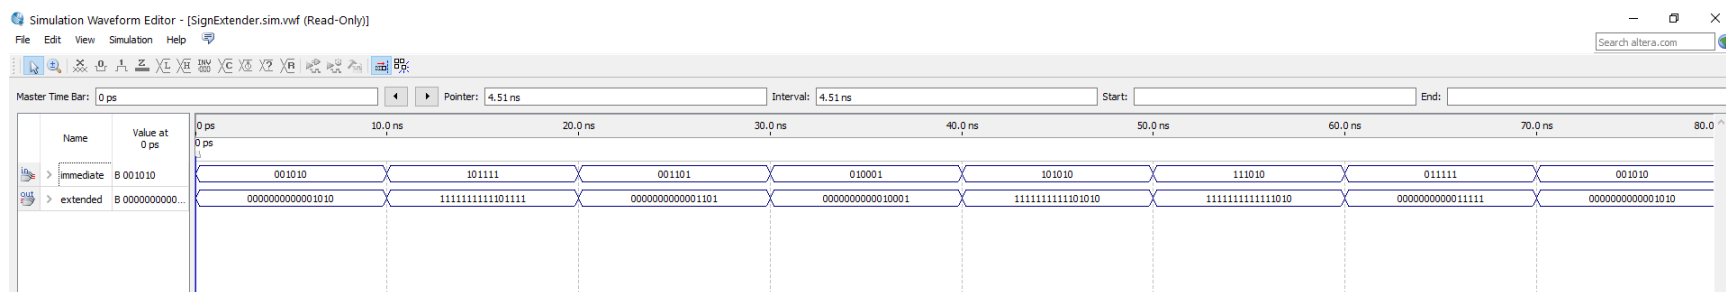 Simulation Waveform Editor - [SignExtender.sim.vwf (Read-Only)]
File Edit View Simulation Help
Search altera.com
Master Time Bar: 0 ps Pointer: 4.51 ns Interval: 4.51 ns Start: End:
Name Value at 0 ps
0 ps 10.0 ns 20.0 ns 30.0 ns 40.0 ns 50.0 ns 60.0 ns 70.0 ns 80.0
0 ps
in immediate B 001010 001010 101111 001101 010001 101010 111010 011111 001010
out extended B 0000000000... 0000000000001010 1111111111101111 0000000000001101 0000000000010001 1111111111101010 1111111111111010 0000000000011111 0000000000001010